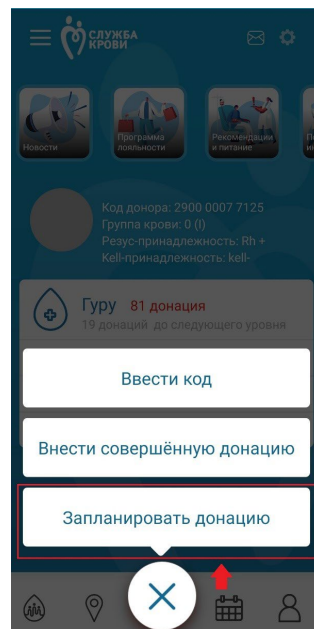 СЛУЖБА
КРОВИ
Новости
Программа
лояльности
Рекомендации
и питание
Код донора: 2900 0007 7125
Группа крови: 0 (I)
Резус-принадлежность: Rh +
Kell-принадлежность: kell-
Гуру 81 донация
19 донаций до следующего уровня
Ввести код
Внести совершённую донацию
Запланировать донацию